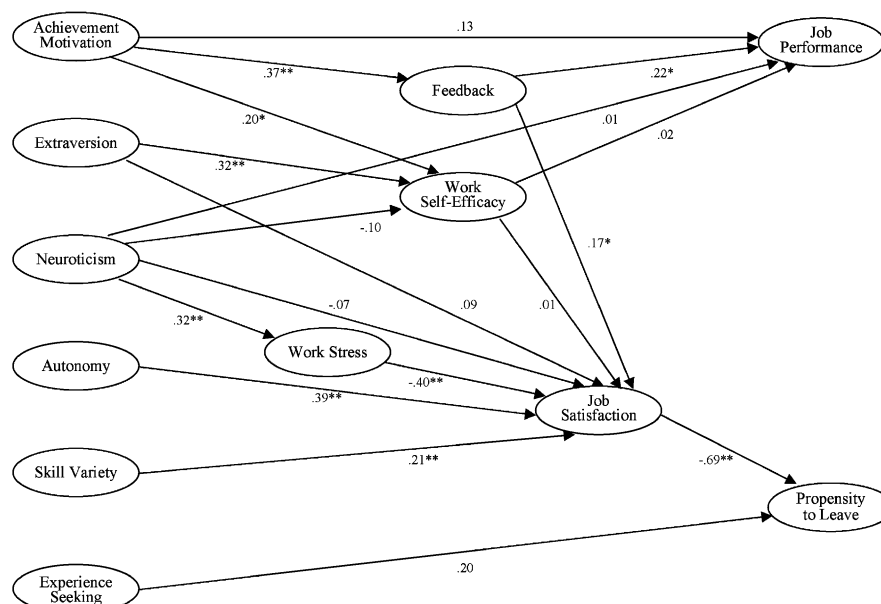 Achievement
Motivation
.13
Job
Performance
.37**
Feedback
.22*
.20*
.01
.02
Extraversion
.32**
Work
Self-Efficacy
-.10
.17*
Neuroticism
-.07
.09
.01
.32**
Work Stress
-.40**
Autonomy
.39**
Job
Satisfaction
Skill Variety
.21**
-.69**
Propensity
to Leave
.20
Experience
Seeking